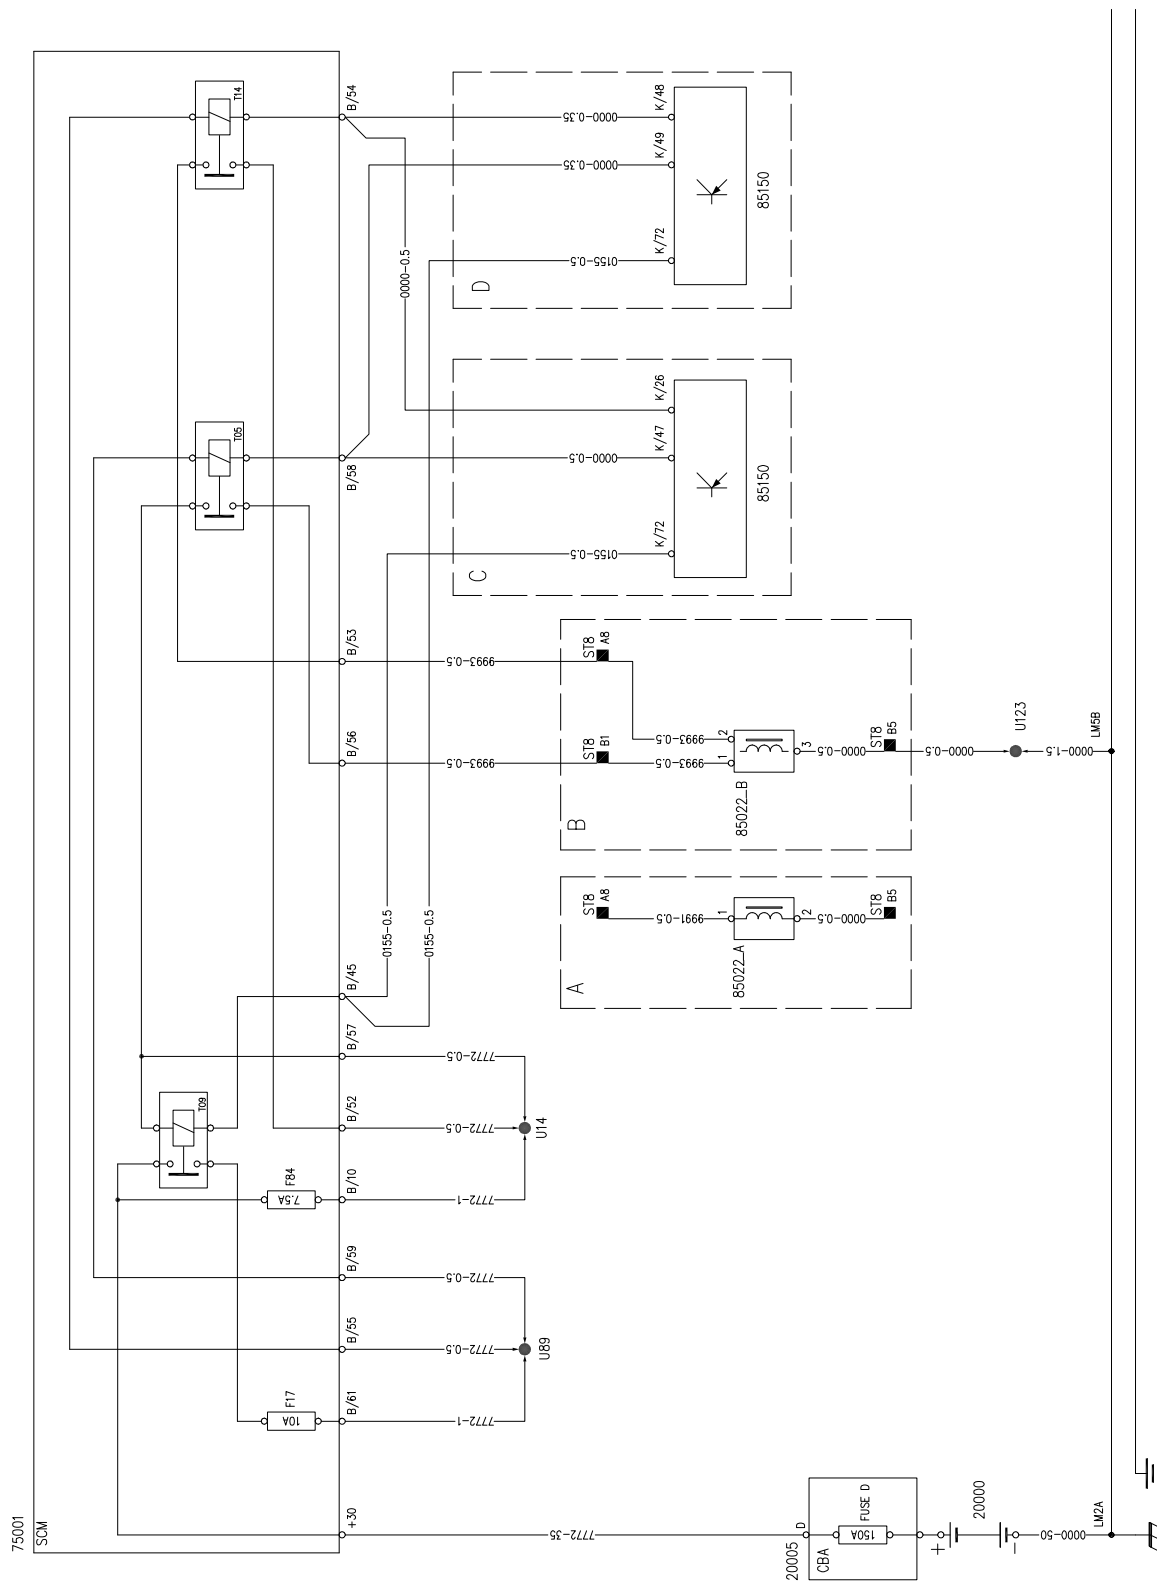 T14
B/54
K/48
0000-0.35
K/49
0000-0.35
85150
K/72
0155-0.5
0000-0.5
D
K/26
T05
K/47
0000-0.5
B/58
85150
K/72
0155-0.5
C
B/53
9993-0.5
ST8
A8
U123
LM5B
B/56
9993-0.5
ST8
B1
9993-0.5
2
9993-0.5
1
3
0000-0.5
ST8
B5
0000-0.5
0000-1.5
85022_B
B
ST8
A8
9991-0.5
1
2
0000-0.5
ST8
B5
0155-0.5
0155-0.5
85022_A
A
B/45
B/57
7772-0.5
T09
B/52
7772-0.5
U14
F84
7.5A
B/10
7772-1
B/59
7772-0.5
B/55
7772-0.5
U89
F17
10A
B/61
7772-1
20000
75001
SCM
+30
7772-35
D
FUSE D
150A
20005
CBA
+
-
0000-50
LM2A